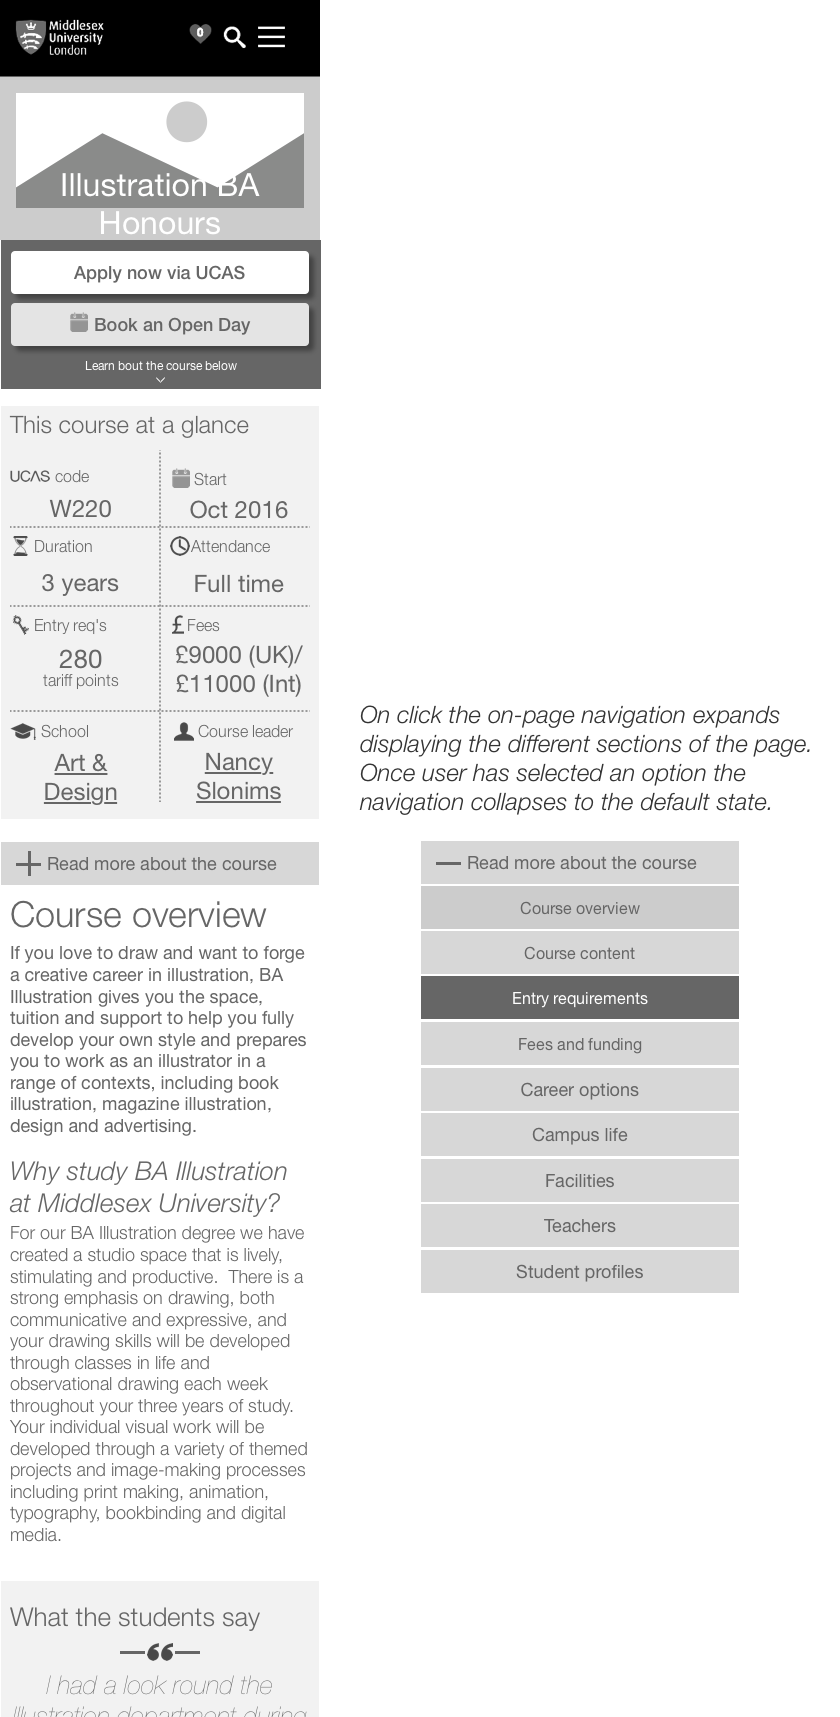 Middlesex
University
London
0
Illustration BA
Honours
Apply now via UCAS
Book an Open Day
Learn bout the course below
This course at a glance
UCAS code
W220
Start
Oct 2016
Duration
3 years
Attendance
Full time
Entry req's
280
tariff points
£ Fees
£9000 (UK)/
£11000 (Int)
School
Art &
Design
Course leader
Nancy
Slonims
Read more about the course
Course overview
If you love to draw and want to forge
a creative career in illustration, BA
Illustration gives you the space,
tuition and support to help you fully
develop your own style and prepares
you to work as an illustrator in a
range of contexts, including book
illustration, magazine illustration,
design and advertising.
Why study BA Illustration
at Middlesex University?
For our BA Illustration degree we have
created a studio space that is lively,
stimulating and productive.  There is a
strong emphasis on drawing, both
communicative and expressive, and
your drawing skills will be developed
through classes in life and
observational drawing each week
throughout your three years of study.
Your individual visual work will be
developed through a variety of themed
projects and image-making processes
including print making, animation,
typography, bookbinding and digital
media.
What the students say
“
I had a look round the
Illustration department during
On click the on-page navigation expands
displaying the different sections of the page.
Once user has selected an option the
navigation collapses to the default state.
Read more about the course
Course overview
Course content
Entry requirements
Fees and funding
Career options
Campus life
Facilities
Teachers
Student profiles